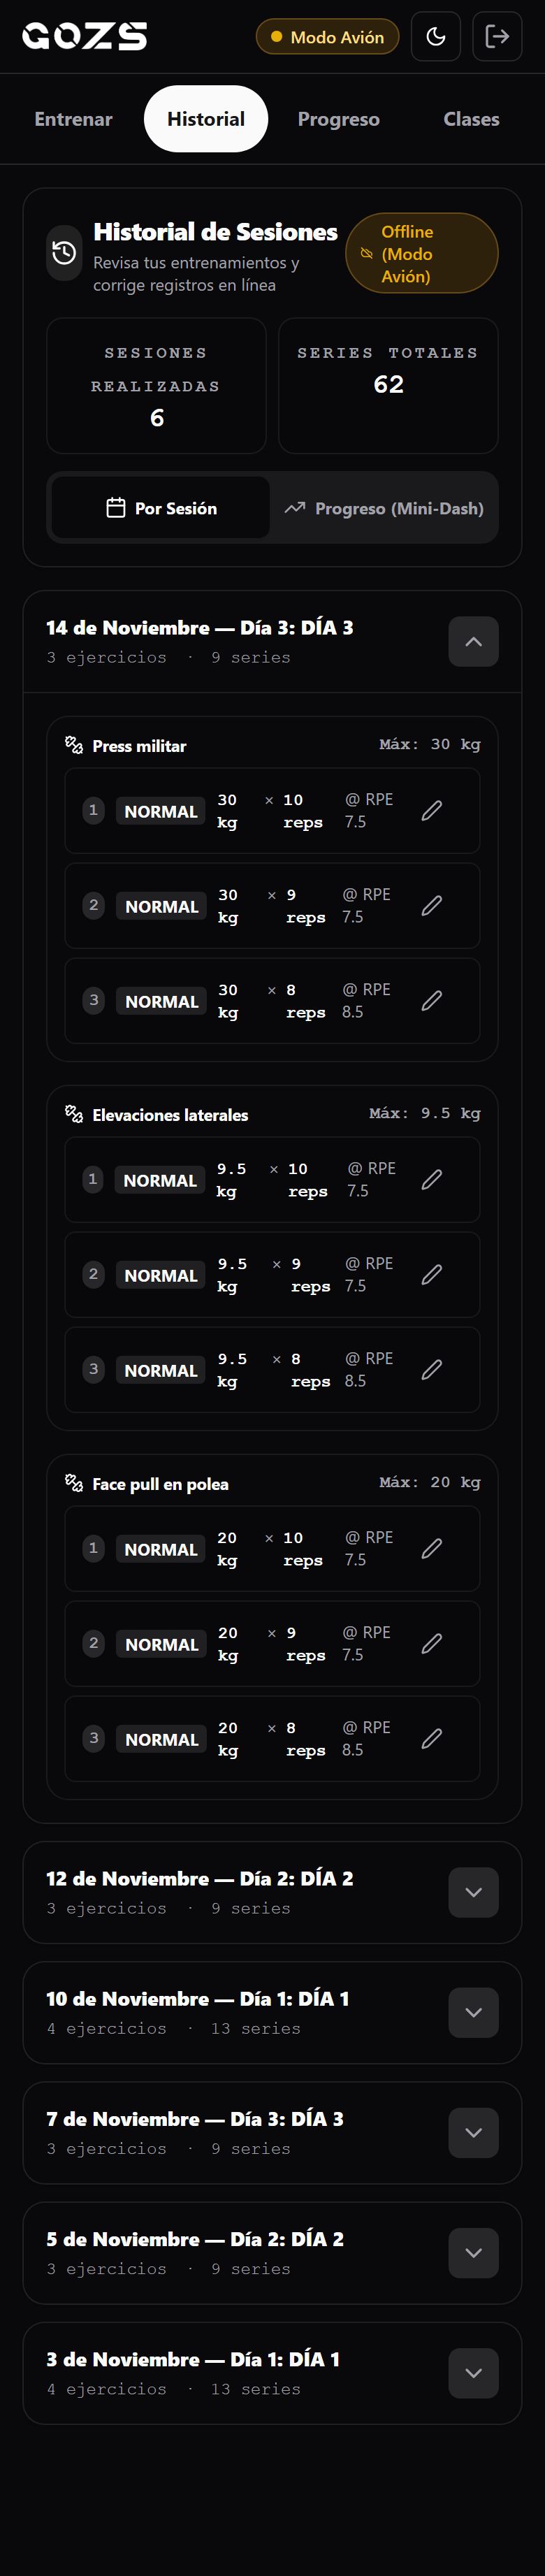 GOZS
Modo Avión
Entrenar
Historial
Progreso
Clases
Historial de Sesiones
Revisa tus entrenamientos y
corrige registros en línea
Offline
(Modo
Avión)
SESIONES
REALIZADAS
6
SERIES TOTALES
62
Por Sesión
Progreso (Mini-Dash)
14 de Noviembre — Día 3: DÍA 3
3 ejercicios · 9 series
Press militar
Máx: 30 kg
1 NORMAL 30 kg × 10 reps @ RPE 7.5
2 NORMAL 30 kg × 9 reps @ RPE 7.5
3 NORMAL 30 kg × 8 reps @ RPE 8.5
Elevaciones laterales
Máx: 9.5 kg
1 NORMAL 9.5 kg × 10 reps @ RPE 7.5
2 NORMAL 9.5 kg × 9 reps @ RPE 7.5
3 NORMAL 9.5 kg × 8 reps @ RPE 8.5
Face pull en polea
Máx: 20 kg
1 NORMAL 20 kg × 10 reps @ RPE 7.5
2 NORMAL 20 kg × 9 reps @ RPE 7.5
3 NORMAL 20 kg × 8 reps @ RPE 8.5
12 de Noviembre — Día 2: DÍA 2
3 ejercicios · 9 series
10 de Noviembre — Día 1: DÍA 1
4 ejercicios · 13 series
7 de Noviembre — Día 3: DÍA 3
3 ejercicios · 9 series
5 de Noviembre — Día 2: DÍA 2
3 ejercicios · 9 series
3 de Noviembre — Día 1: DÍA 1
4 ejercicios · 13 series